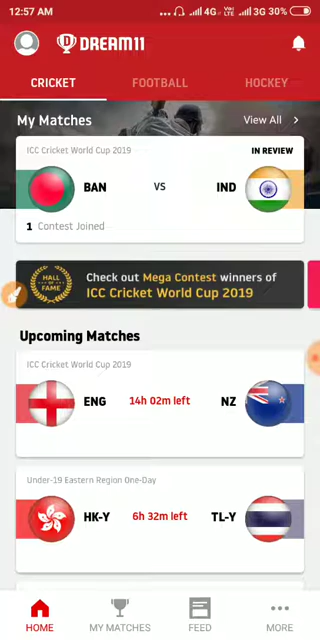 12:57 AM ... 4G VoLTE 3G 30%
DREAM11
CRICKET FOOTBALL HOCKEY
My Matches View All >
ICC Cricket World Cup 2019 IN REVIEW
BAN VS IND
1 Contest Joined
HALL OF FAME
Check out Mega Contest winners of
ICC Cricket World Cup 2019
Upcoming Matches
ICC Cricket World Cup 2019
ENG 14h 02m left NZ
Under-19 Eastern Region One-Day
HK-Y 6h 32m left TL-Y
HOME MY MATCHES FEED MORE